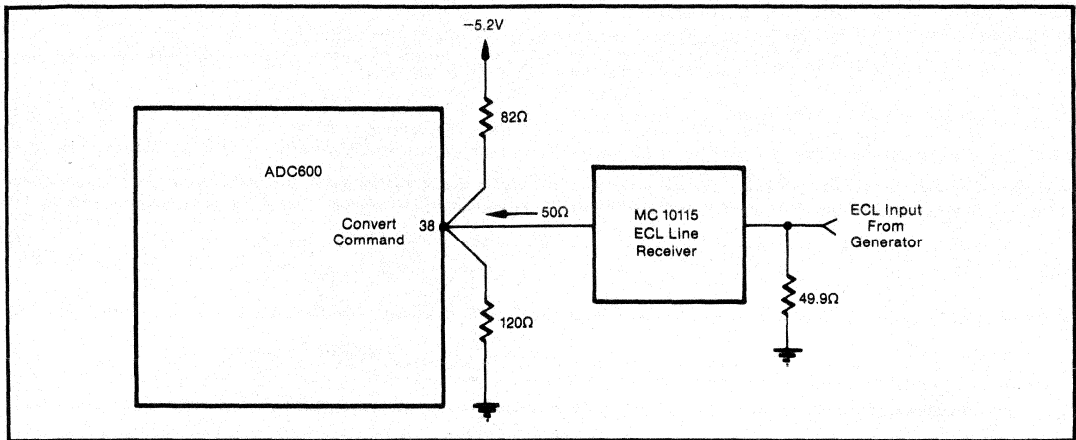 −5.2V
82Ω
ADC600
50Ω
Convert
Command
38
MC 10115
ECL Line
Receiver
ECL Input
From
Generator
120Ω
49.9Ω